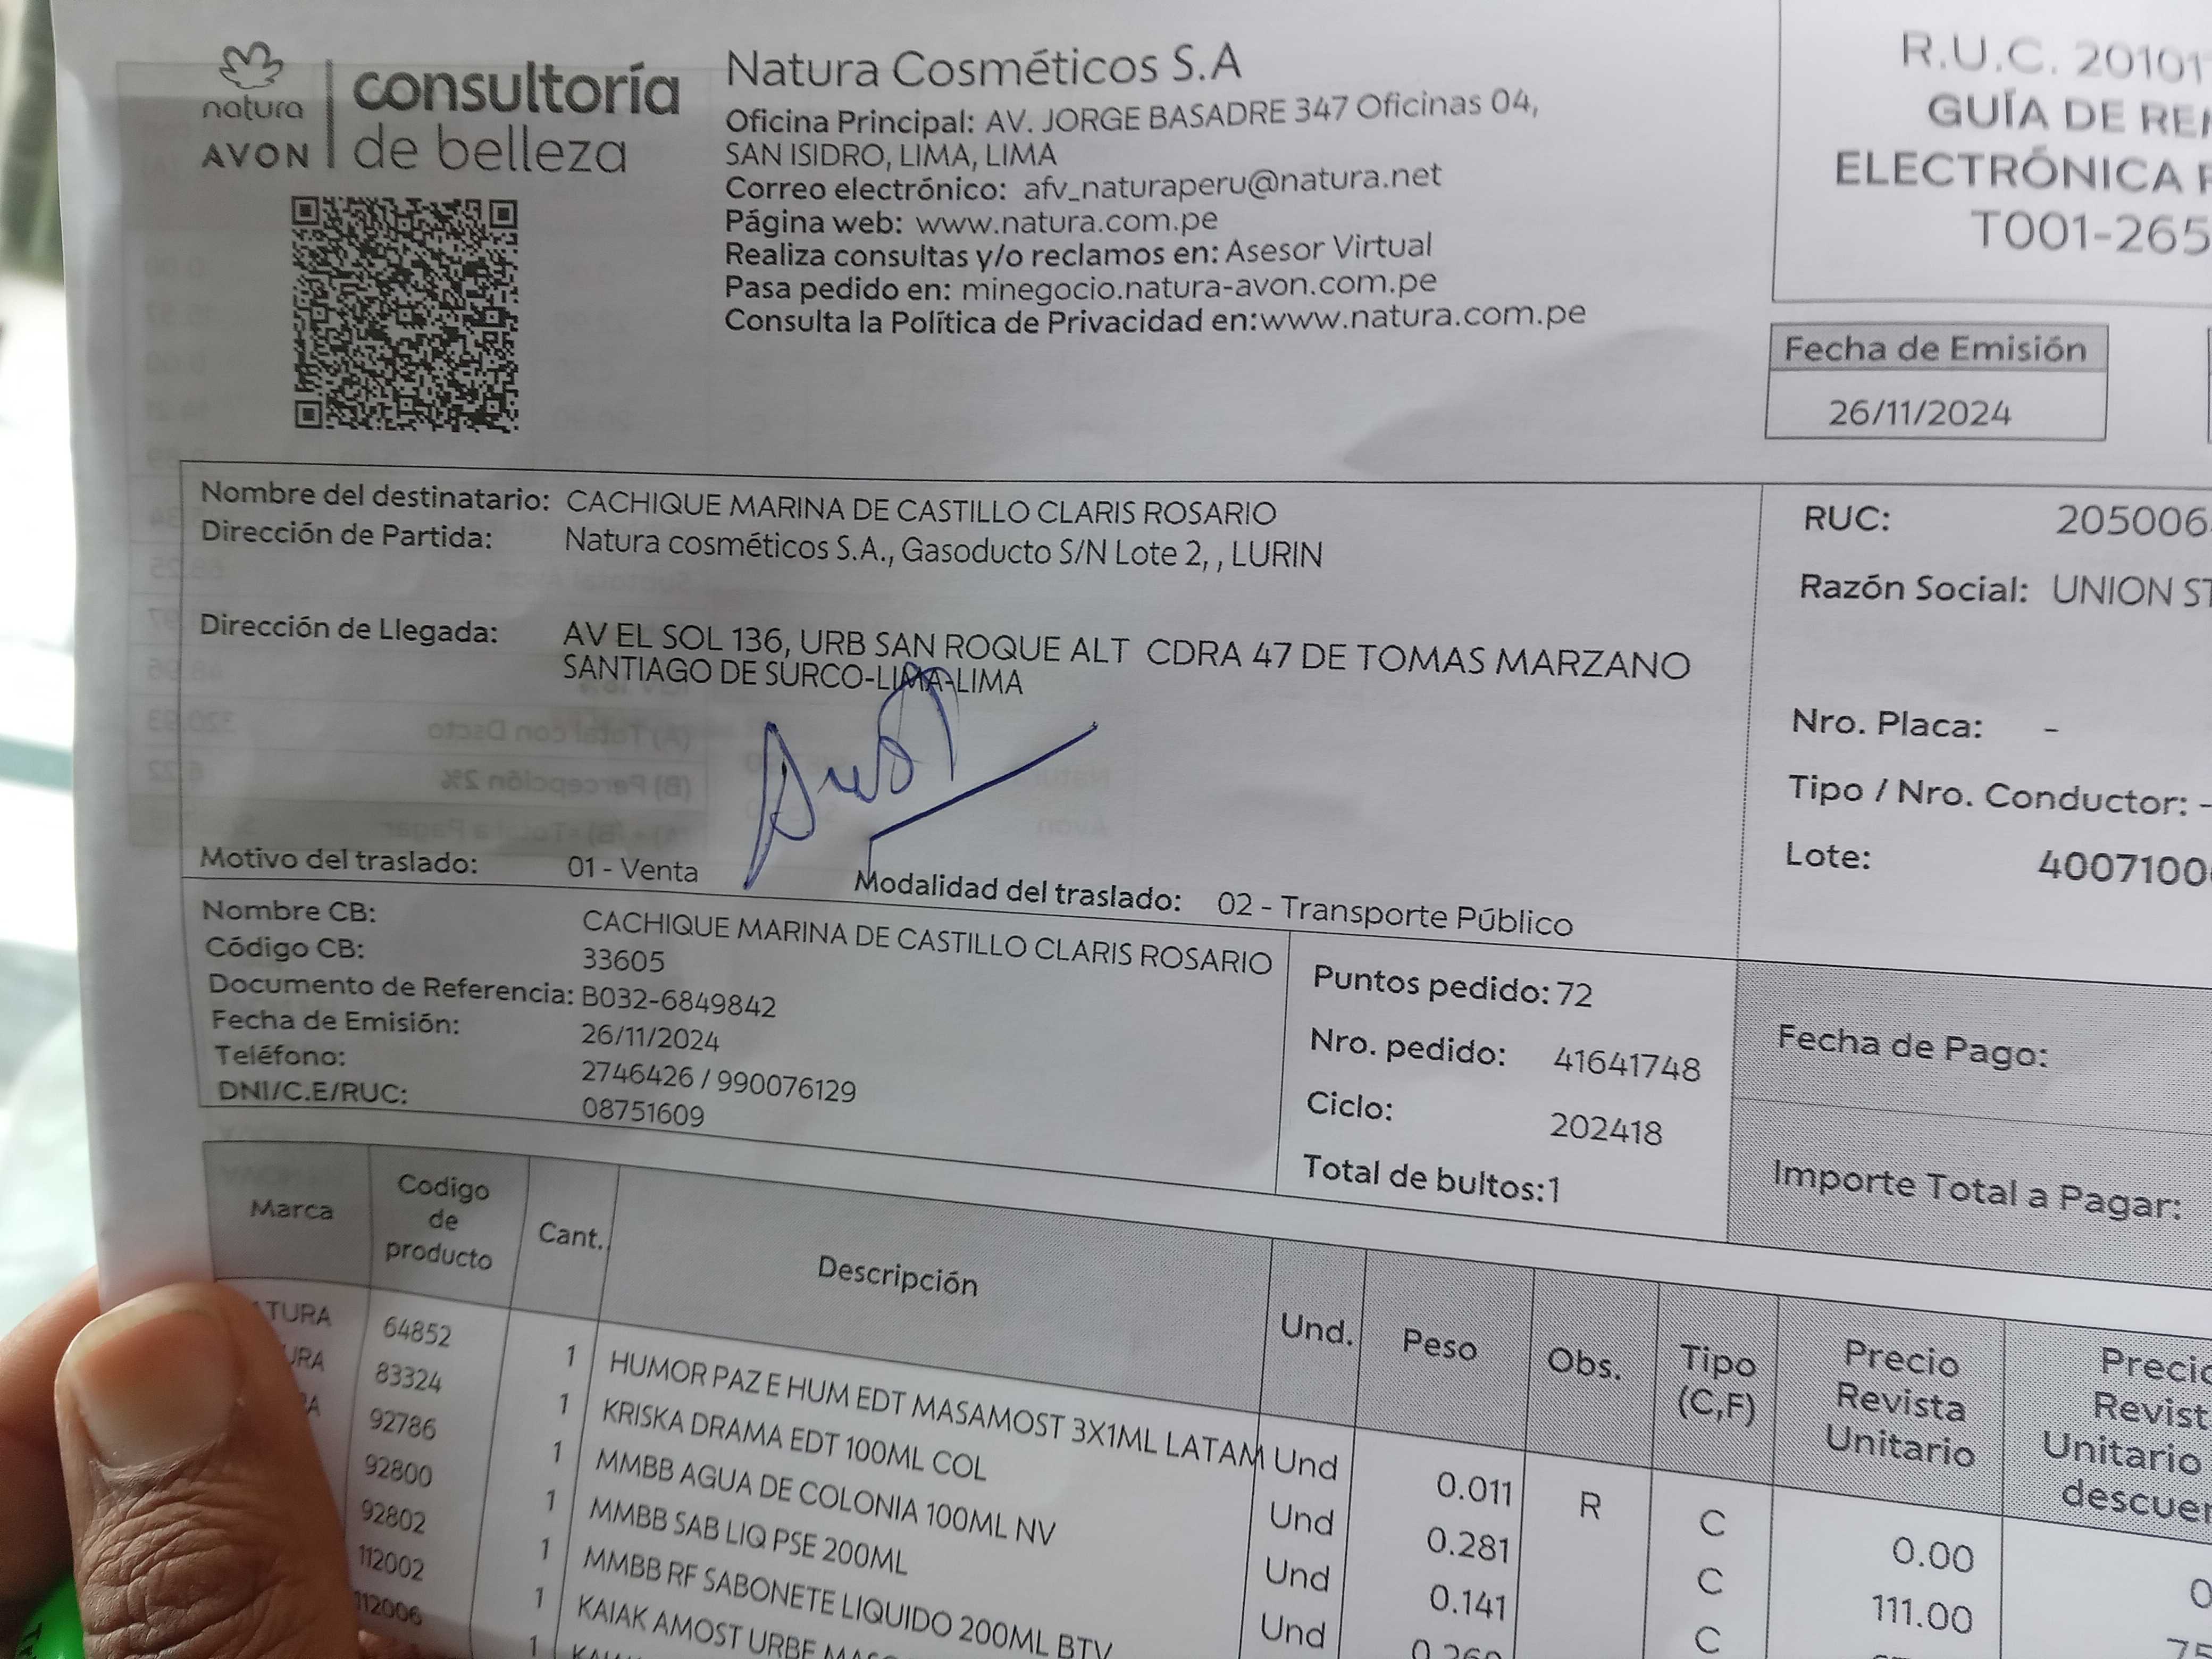 natura
AVON
consultoría
de belleza
Natura Cosméticos S.A
Oficina Principal: AV. JORGE BASADRE 347 Oficinas 04,
SAN ISIDRO, LIMA, LIMA
Correo electrónico: afv_naturaperu@natura.net
Página web: www.natura.com.pe
Realiza consultas y/o reclamos en: Asesor Virtual
Pasa pedido en: minegocio.natura-avon.com.pe
Consulta la Política de Privacidad en:www.natura.com.pe
R.U.C. 20101
GUÍA DE
ELECTRÓNICA
T001-265
Fecha de Emisión
26/11/2024
Nombre del destinatario: CACHIQUE MARINA DE CASTILLO CLARIS ROSARIO
Dirección de Partida: Natura cosméticos S.A., Gasoducto S/N Lote 2, , LURIN
Dirección de Llegada: AV EL SOL 136, URB SAN ROQUE ALT CDRA 47 DE TOMAS MARZANO
SANTIAGO DE SURCO-LIMA-LIMA
Motivo del traslado: 01 - Venta
Modalidad del traslado: 02 - Transporte Público
RUC: 205006
Razón Social: UNION
Nro. Placa: -
Tipo / Nro. Conductor: -
Lote: 4007100
Nombre CB: CACHIQUE MARINA DE CASTILLO CLARIS ROSARIO
Código CB: 33605
Documento de Referencia: B032-6849842
Fecha de Emisión: 26/11/2024
Teléfono: 2746426 / 990076129
DNI/C.E/RUC: 08751609
Puntos pedido: 72
Nro. pedido: 41641748
Ciclo: 202418
Total de bultos:1
Fecha de Pago:
Importe Total a Pagar:
Marca
Codigo
de
producto
Cant.
Descripción
Und.
Peso
Obs.
Tipo
(C,F)
Precio
Revista
Unitario
Precio
Revist
Unitario
descue
TURA 64852 1 HUMOR PAZ E HUM EDT MASAMOST 3X1ML LATAM Und 0.011 R C 0.00
URA 83324 1 KRISKA DRAMA EDT 100ML COL Und 0.281 C 111.00
RA 92786 1 MMBB AGUA DE COLONIA 100ML NV Und 0.141 C
92800 1 MMBB SAB LIQ PSE 200ML Und
92802 1 MMBB RF SABONETE LIQUIDO 200ML BTV
112002 1 KAIAK AMOST URBE
112006 1